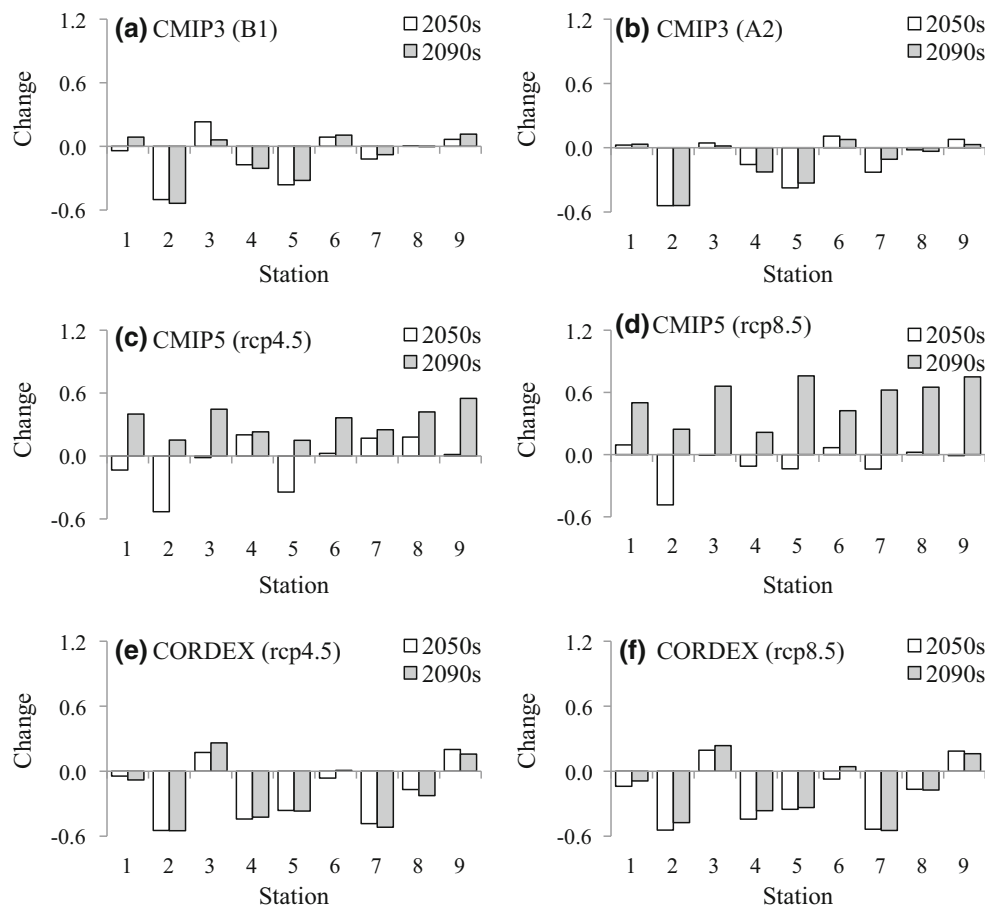 (a) CMIP3 (B1)
2050s
2090s
Change
1.2
0.6
0.0
-0.6
1 2 3 4 5 6 7 8 9
Station
(b) CMIP3 (A2)
2050s
2090s
Change
1.2
0.6
0.0
-0.6
1 2 3 4 5 6 7 8 9
Station
(c) CMIP5 (rcp4.5)
2050s
2090s
Change
1.2
0.6
0.0
-0.6
1 2 3 4 5 6 7 8 9
Station
(d) CMIP5 (rcp8.5)
2050s
2090s
Change
1.2
0.6
0.0
-0.6
1 2 3 4 5 6 7 8 9
Station
(e) CORDEX (rcp4.5)
2050s
2090s
Change
1.2
0.6
0.0
-0.6
1 2 3 4 5 6 7 8 9
Station
(f) CORDEX (rcp8.5)
2050s
2090s
Change
1.2
0.6
0.0
-0.6
1 2 3 4 5 6 7 8 9
Station